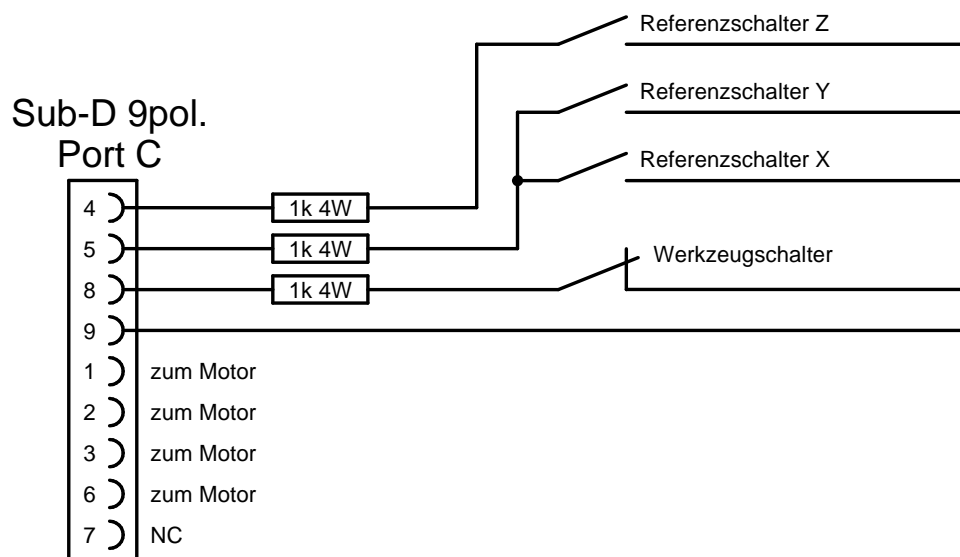 Referenzschalter Z
Referenzschalter Y
Sub-D 9pol.
Port C
Referenzschalter X
4
1k 4W
5
1k 4W
Werkzeugschalter
8
1k 4W
9
1 zum Motor
2 zum Motor
3 zum Motor
6 zum Motor
7 NC